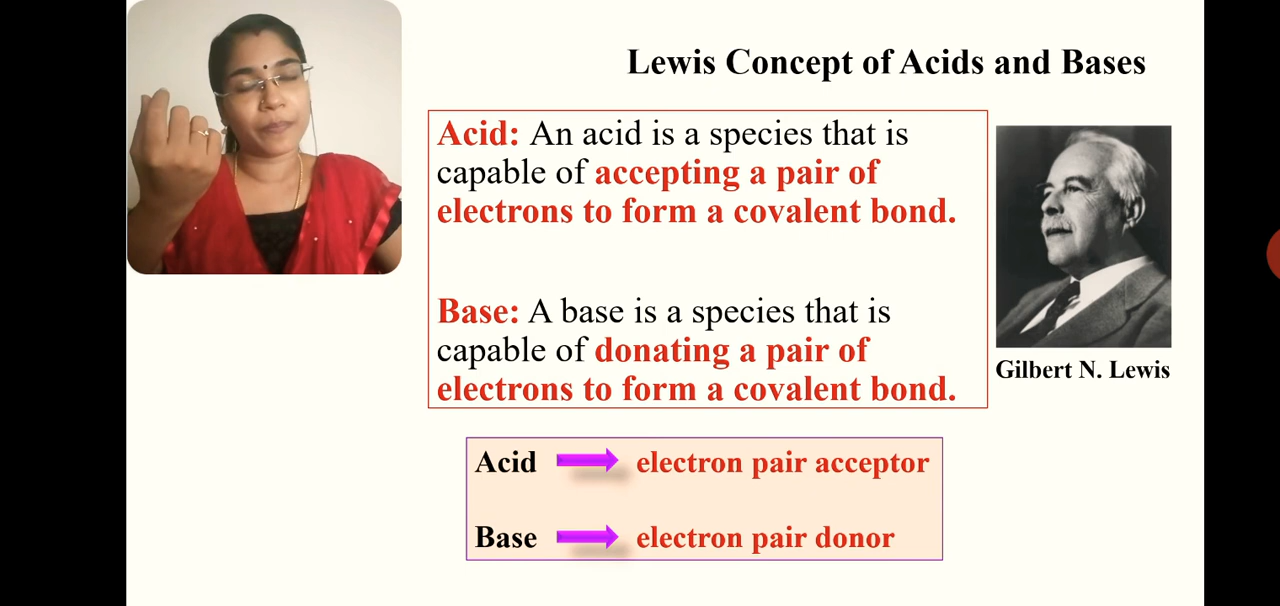 Lewis Concept of Acids and Bases
Acid: An acid is a species that is
capable of accepting a pair of
electrons to form a covalent bond.
Base: A base is a species that is
capable of donating a pair of
electrons to form a covalent bond.
Gilbert N. Lewis
Acid electron pair acceptor
Base electron pair donor